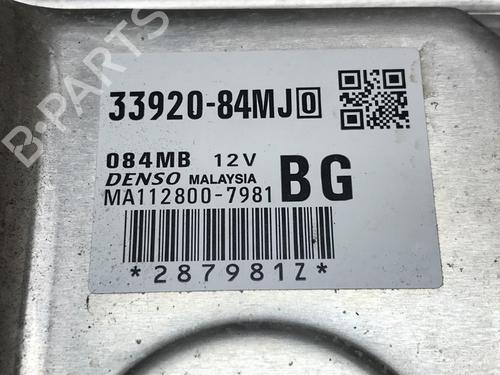 B-PARTS
33920-84MJ0
084MB 12V
DENSO MALAYSIA
MA112800-7981 BG
*287981Z*